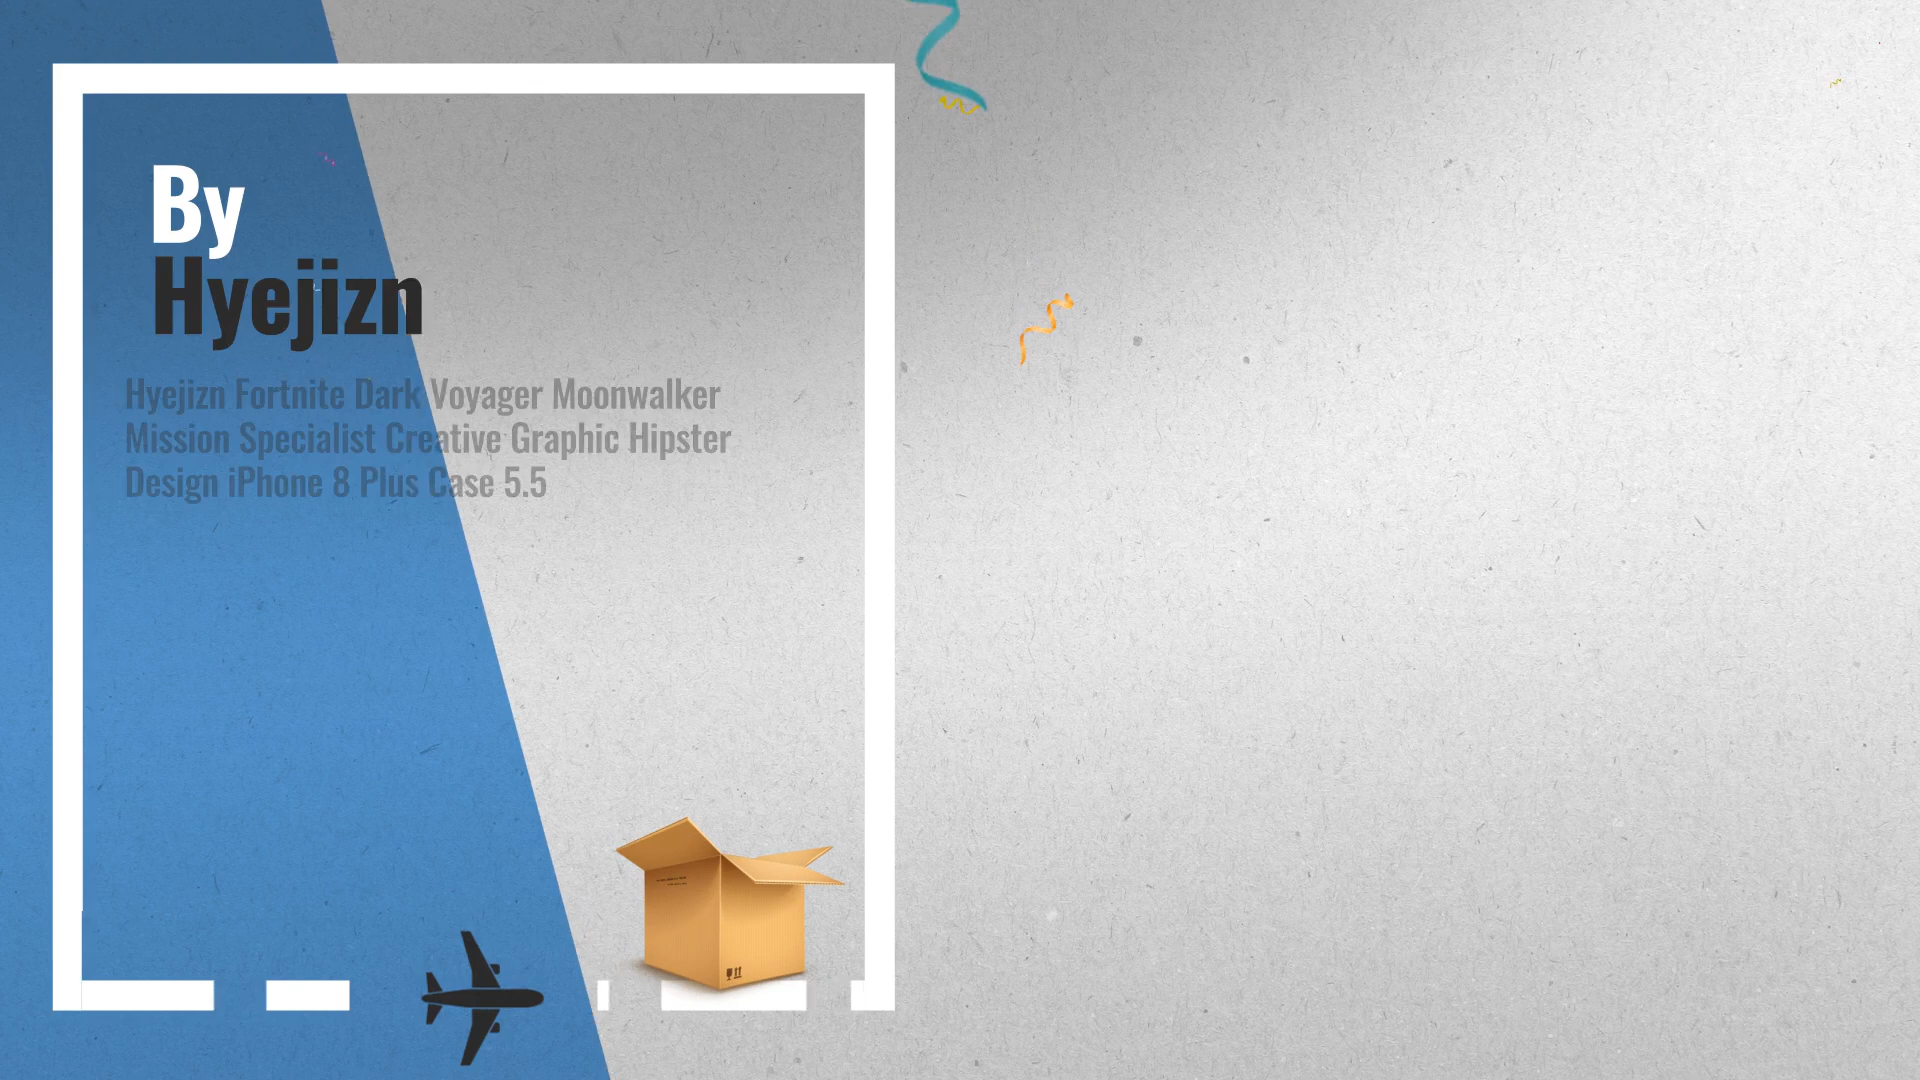 By
Hyejizn
Hyejizn Fortnite Dark Voyager Moonwalker
Mission Specialist Creative Graphic Hipster
Design iPhone 8 Plus Case 5.5